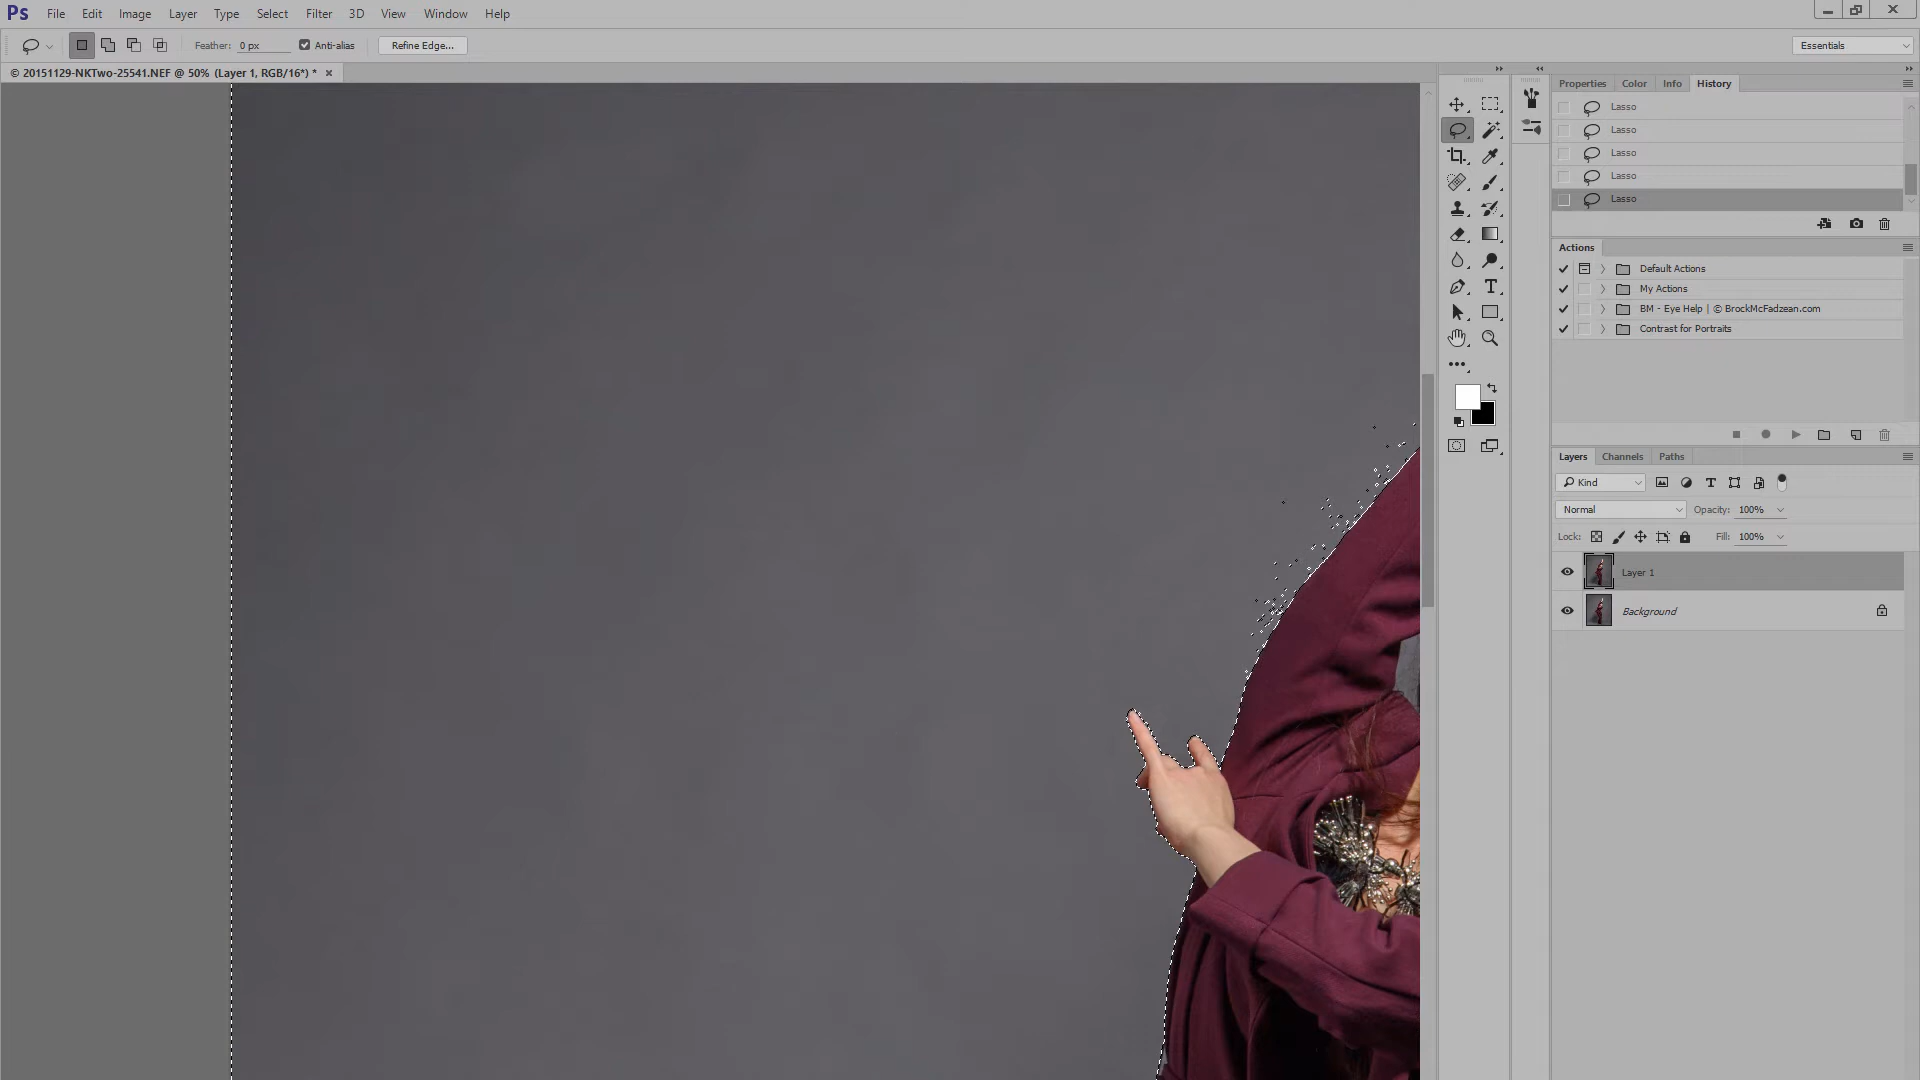 Ps File Edit Image Layer Type Select Filter 3D View Window Help
Feather: 0 px Anti-alias Refine Edge... Essentials
© 20151129-NKTwo-25541.NEF @ 50% (Layer 1, RGB/16*) *
Properties Color Info History
Lasso
Lasso
Lasso
Lasso
Lasso
Actions
Default Actions
My Actions
BM - Eye Help | © BrockMcFadzean.com
Contrast for Portraits
Layers Channels Paths
Kind
Normal Opacity: 100%
Lock: Fill: 100%
Layer 1
Background